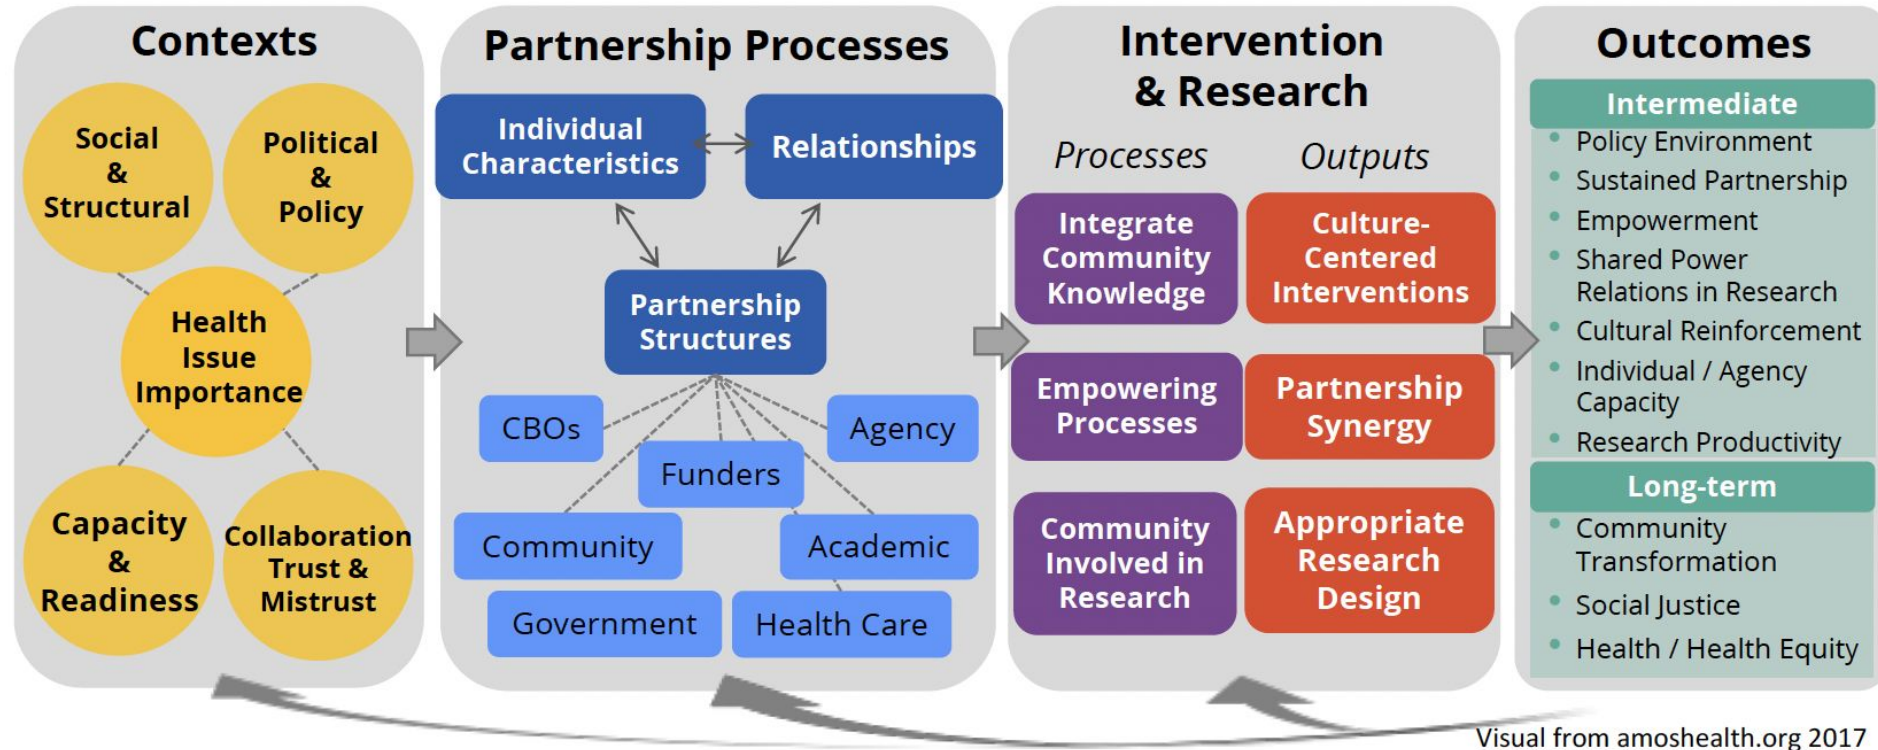 Contexts
Social
&
Structural
Political
&
Policy
Health
Issue
Importance
Capacity
&
Readiness
Collaboration
Trust &
Mistrust
Partnership Processes
Individual
Characteristics
Relationships
Partnership
Structures
CBOs
Agency
Funders
Community
Academic
Government
Health Care
Intervention
& Research
Processes
Outputs
Integrate
Community
Knowledge
Culture-
Centered
Interventions
Empowering
Processes
Partnership
Synergy
Community
Involved in
Research
Appropriate
Research
Design
Outcomes
Intermediate
• Policy Environment
• Sustained Partnership
• Empowerment
• Shared Power
Relations in Research
• Cultural Reinforcement
• Individual / Agency
Capacity
• Research Productivity
Long-term
• Community
Transformation
• Social Justice
• Health / Health Equity
Visual from amoshealth.org 2017